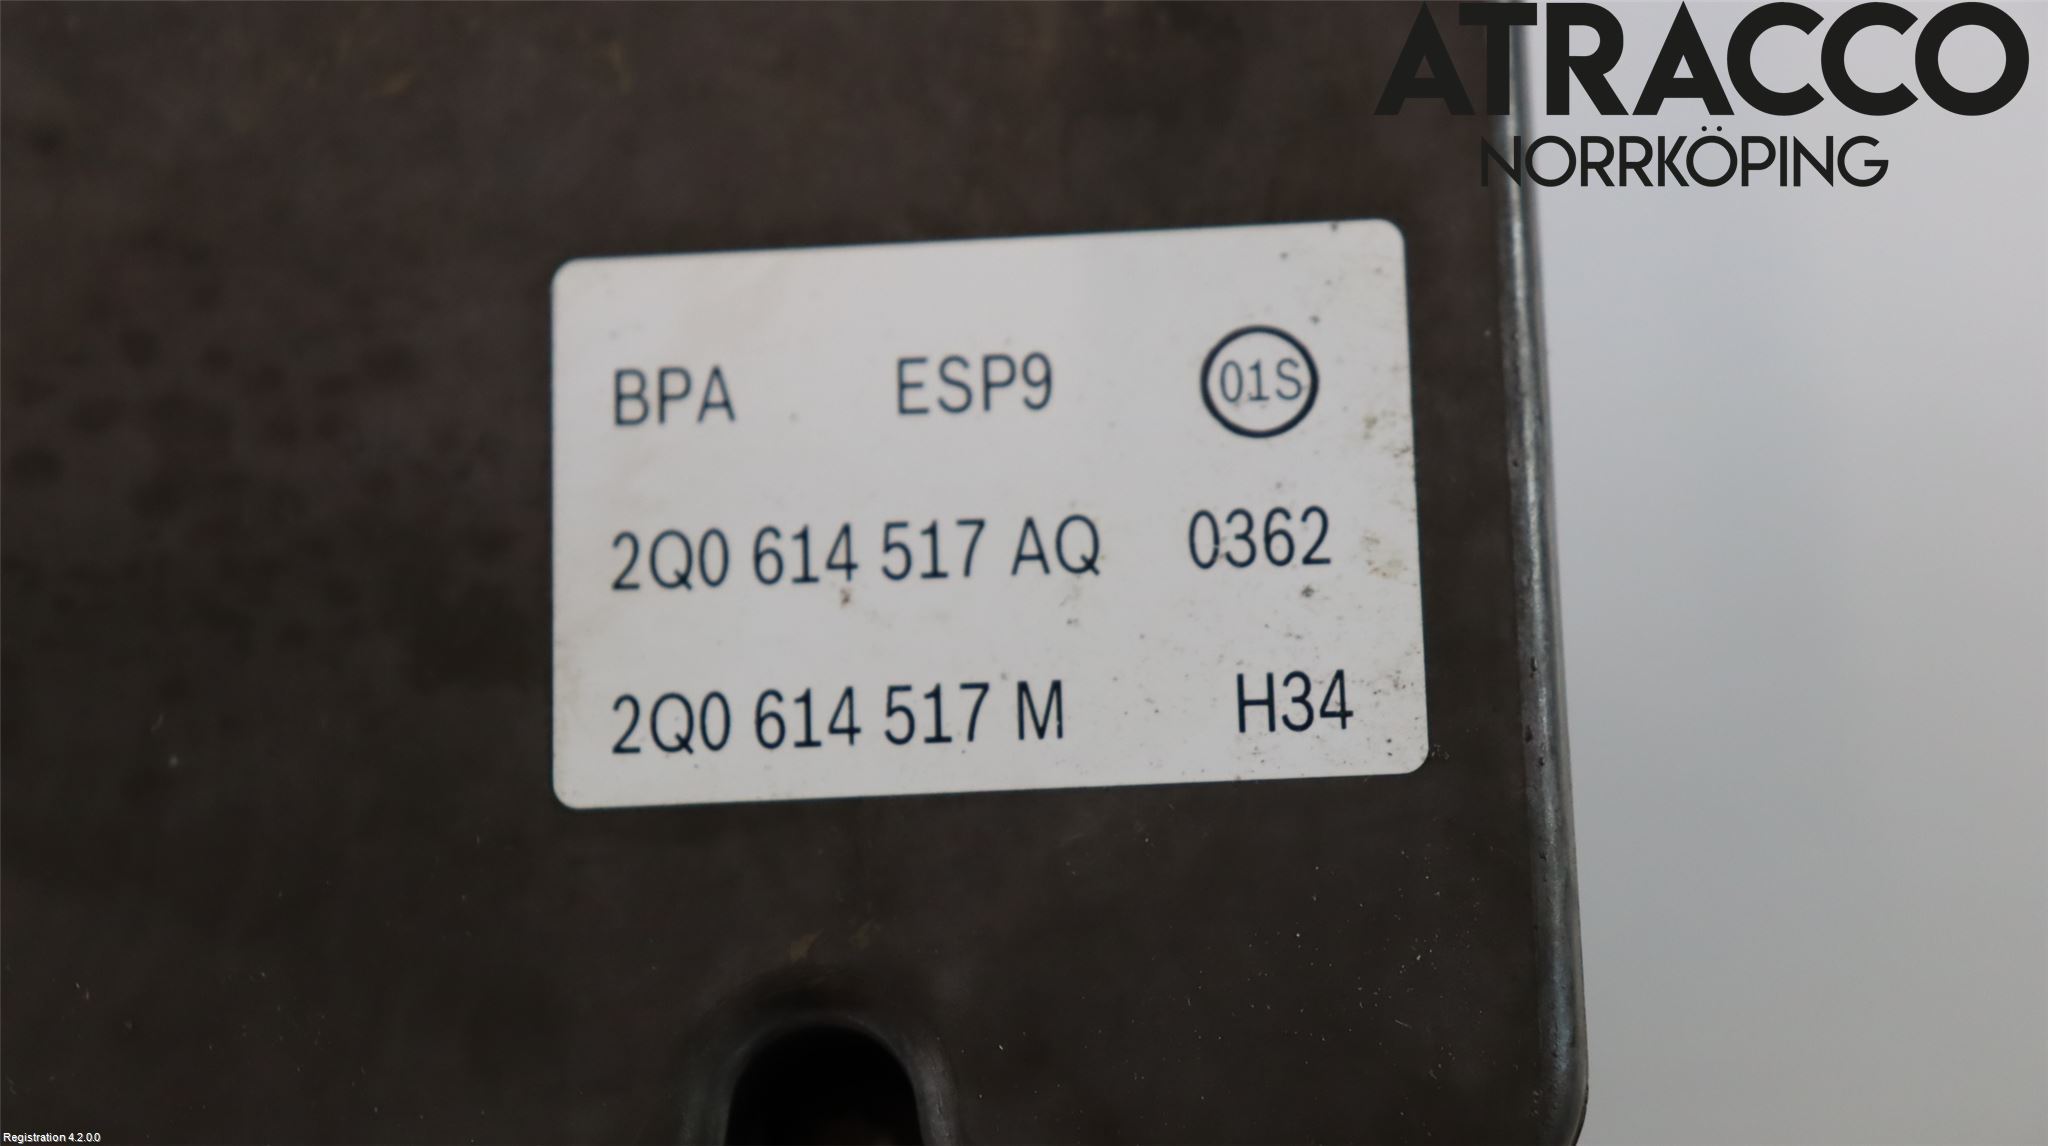 ATRACCO
NORRKÖPING
BPA ESP9 01S
2Q0 614 517 AQ 0362
2Q0 614 517 M H34
Registration 4.2.0.0